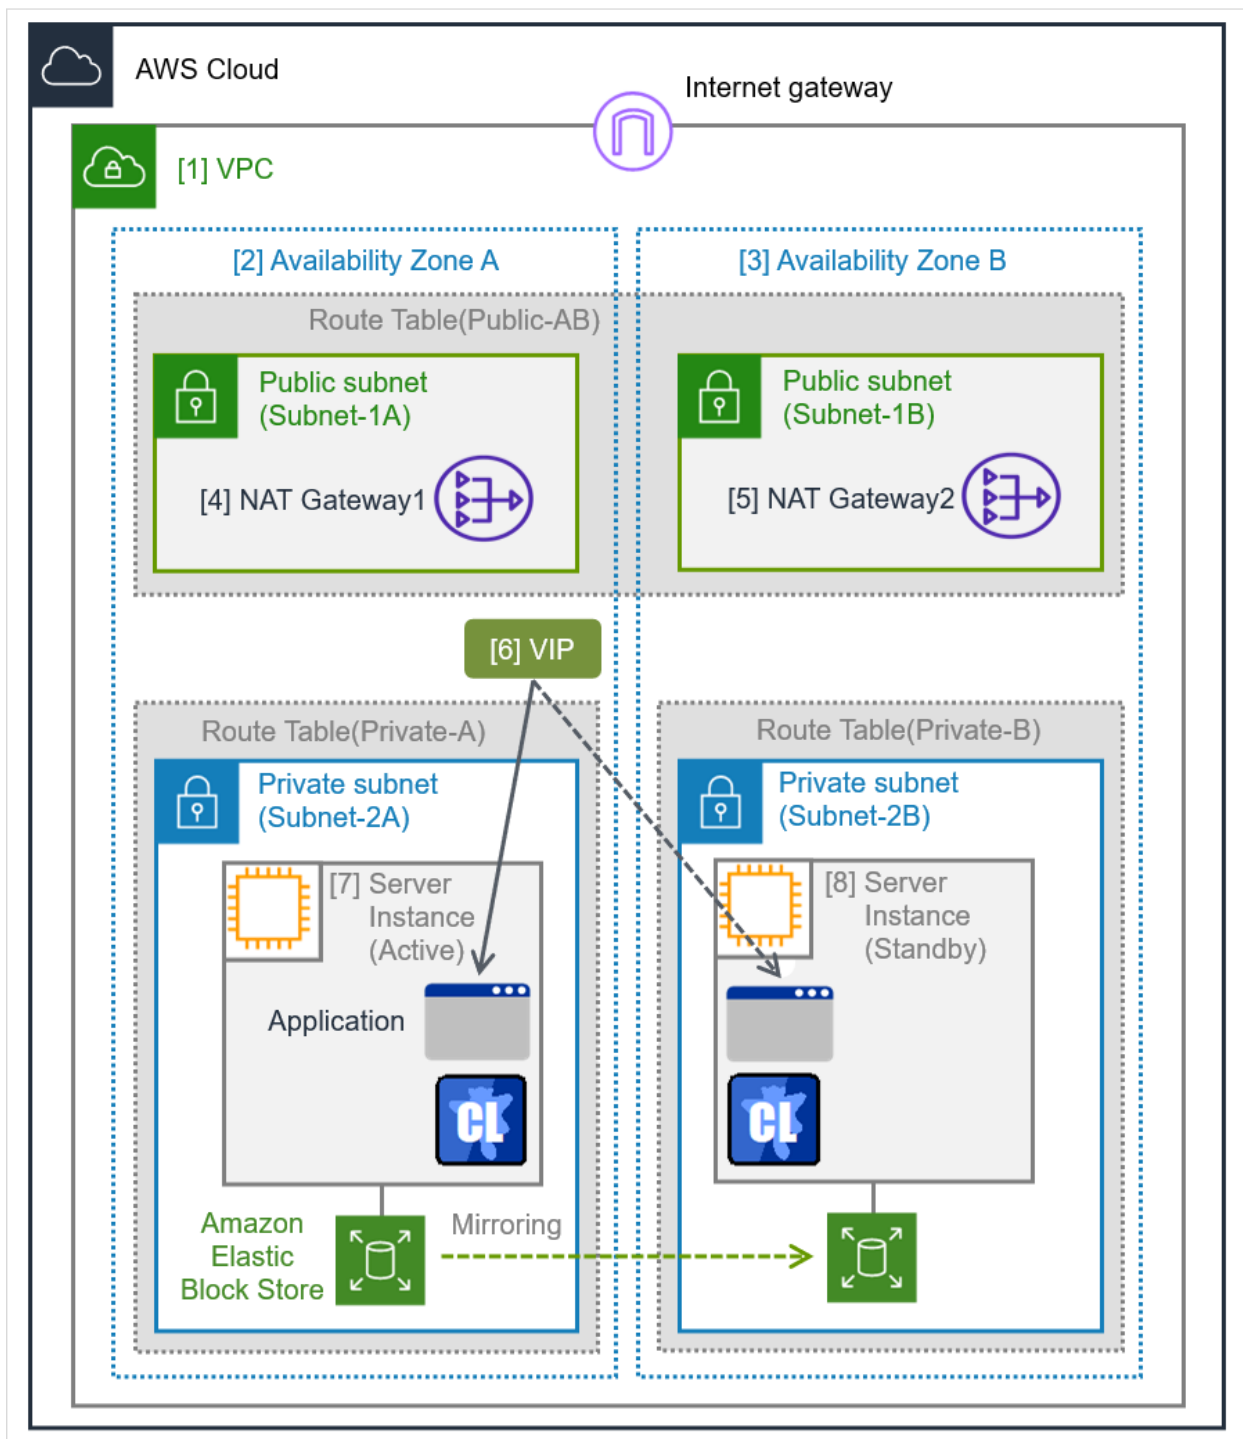 AWS Cloud
Internet gateway
[1] VPC
[2] Availability Zone A
[3] Availability Zone B
Route Table(Public-AB)
Public subnet
(Subnet-1A)
Public subnet
(Subnet-1B)
[4] NAT Gateway1
[5] NAT Gateway2
[6] VIP
Route Table(Private-A)
Route Table(Private-B)
Private subnet
(Subnet-2A)
Private subnet
(Subnet-2B)
[7] Server
Instance
(Active)
[8] Server
Instance
(Standby)
Application
CL
CL
Amazon
Elastic
Block Store
Mirroring